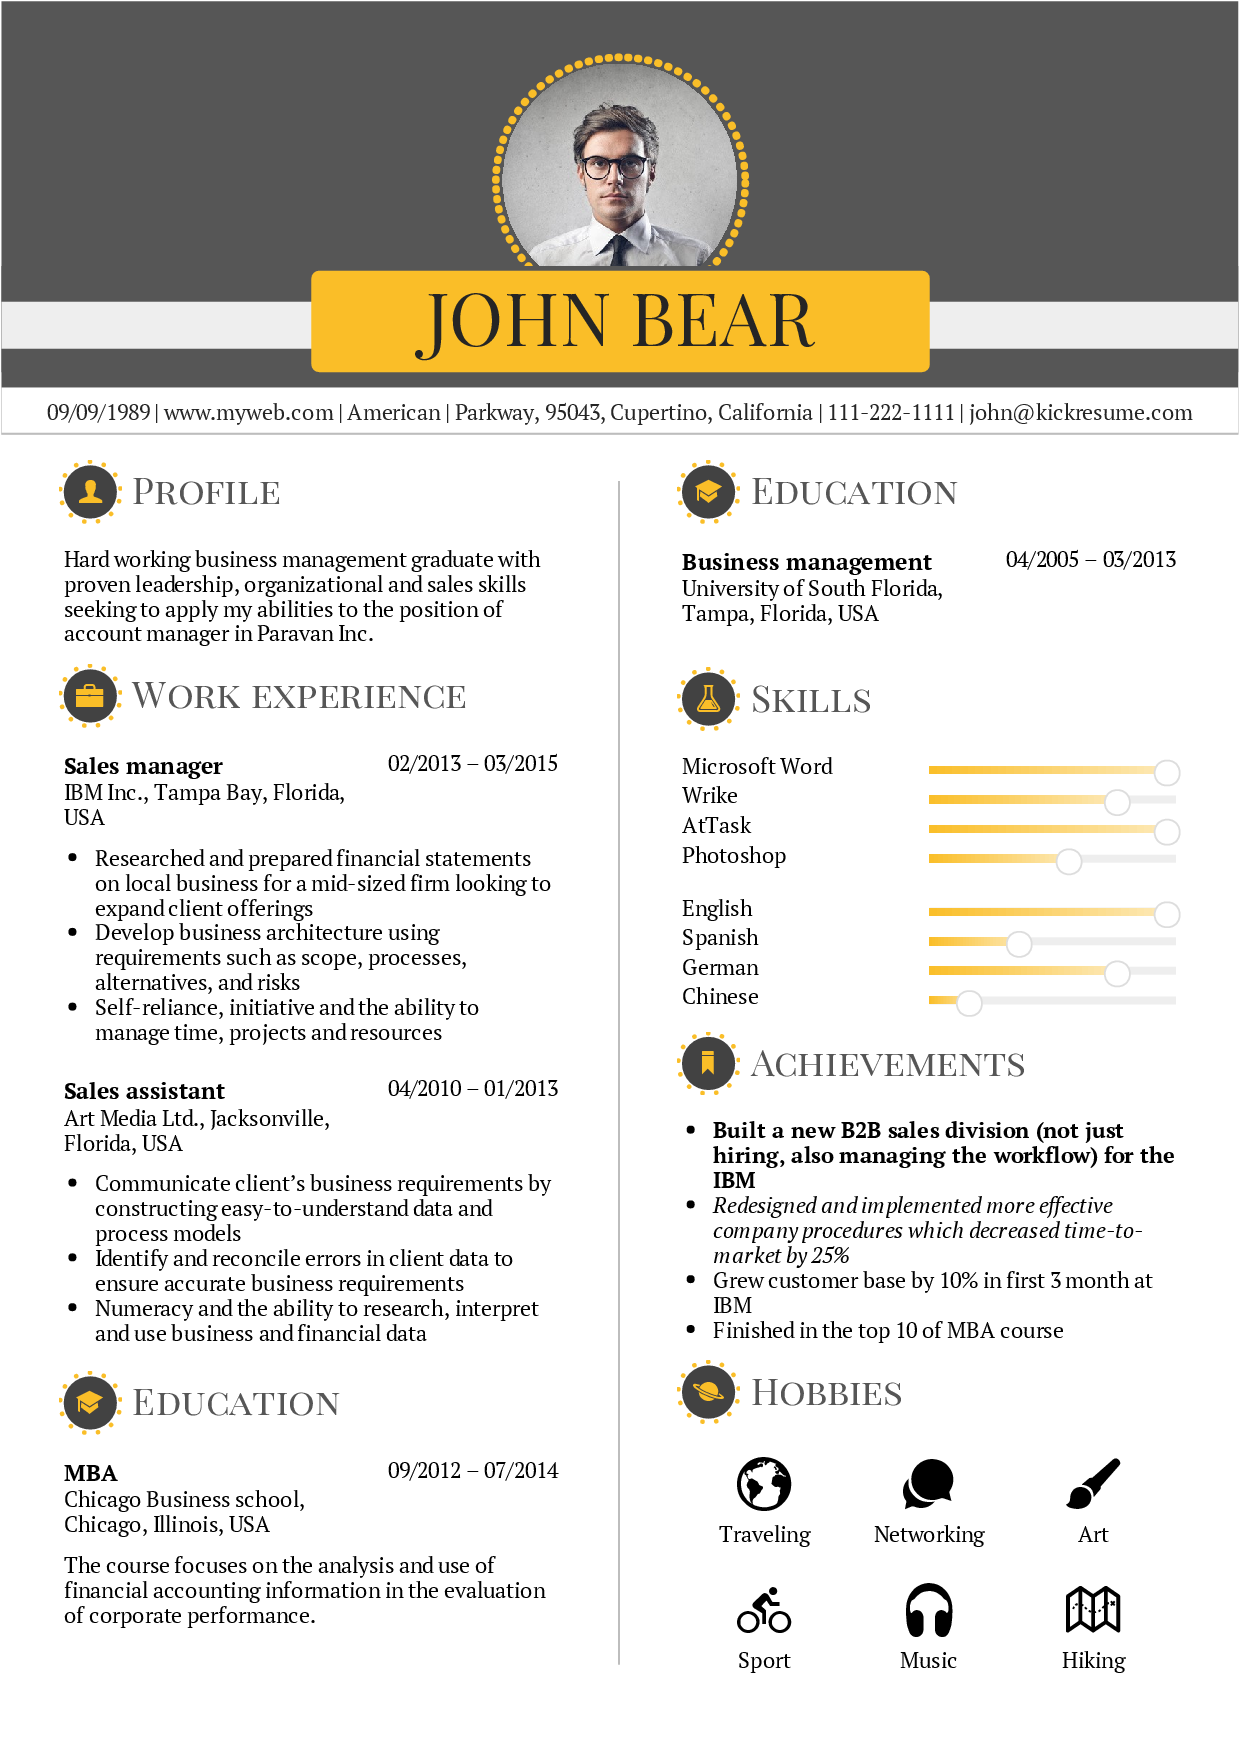 JOHN BEAR
09/09/1989 | www.myweb.com | American | Parkway, 95043, Cupertino, California | 111-222-1111 | john@kickresume.com
Profile
Hard working business management graduate with
proven leadership, organizational and sales skills
seeking to apply my abilities to the position of
account manager in Paravan Inc.
Work experience
Sales manager 02/2013 – 03/2015
IBM Inc., Tampa Bay, Florida,
USA
• Researched and prepared financial statements
on local business for a mid-sized firm looking to
expand client offerings
• Develop business architecture using
requirements such as scope, processes,
alternatives, and risks
• Self-reliance, initiative and the ability to
manage time, projects and resources
Sales assistant 04/2010 – 01/2013
Art Media Ltd., Jacksonville,
Florida, USA
• Communicate client’s business requirements by
constructing easy-to-understand data and
process models
• Identify and reconcile errors in client data to
ensure accurate business requirements
• Numeracy and the ability to research, interpret
and use business and financial data
Education
MBA 09/2012 – 07/2014
Chicago Business school,
Chicago, Illinois, USA
The course focuses on the analysis and use of
financial accounting information in the evaluation
of corporate performance.
Education
Business management 04/2005 – 03/2013
University of South Florida,
Tampa, Florida, USA
Skills
Microsoft Word
Wrike
AtTask
Photoshop
English
Spanish
German
Chinese
Achievements
• Built a new B2B sales division (not just
hiring, also managing the workflow) for the
IBM
• Redesigned and implemented more effective
company procedures which decreased time-to-
market by 25%
• Grew customer base by 10% in first 3 month at
IBM
• Finished in the top 10 of MBA course
Hobbies
Traveling Networking Art
Sport Music Hiking